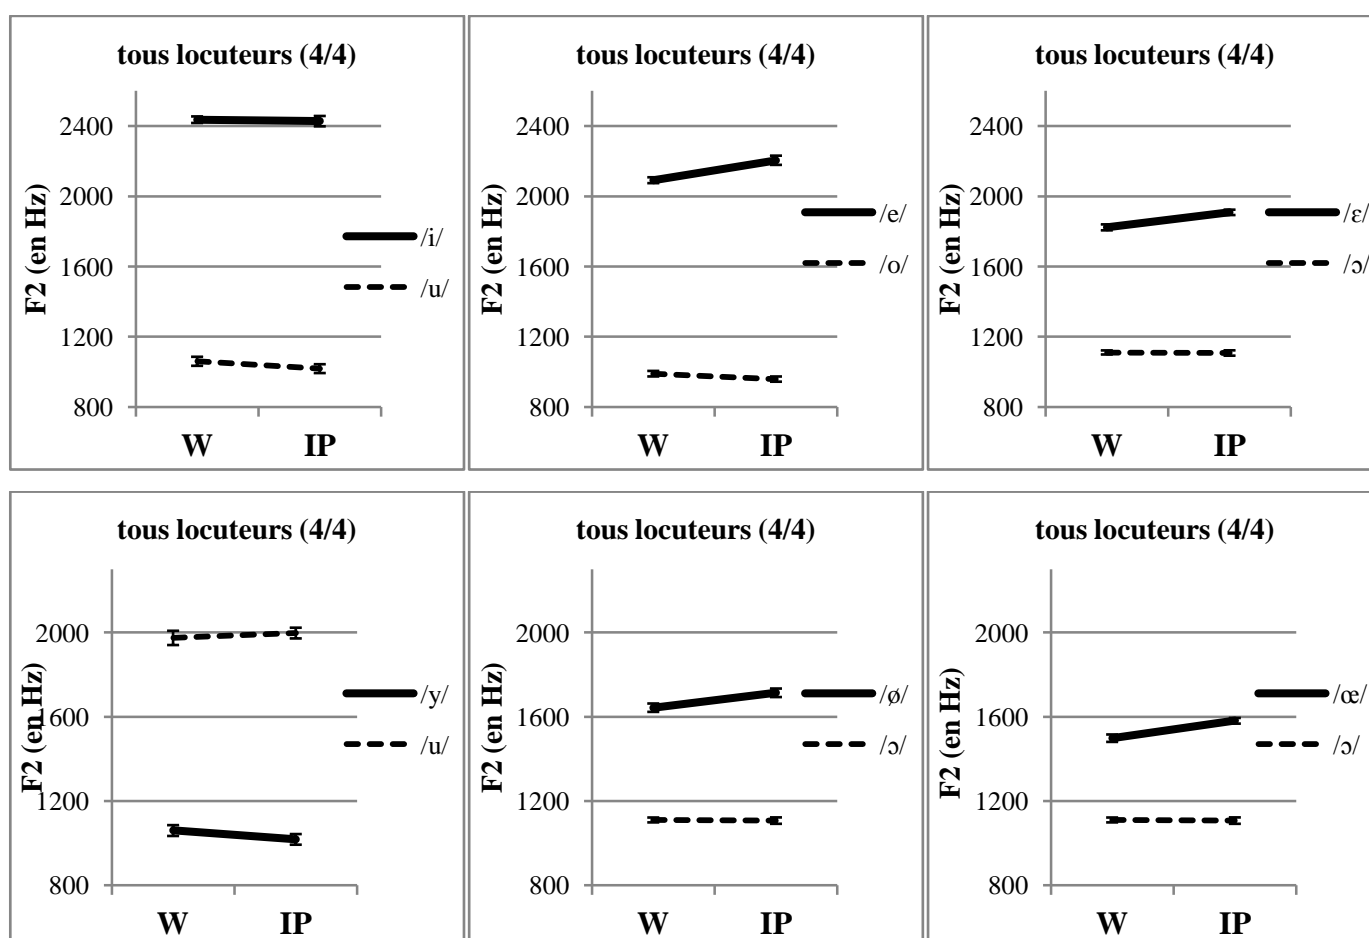 tous locuteurs (4/4)
F2 (en Hz)
2400
2000
1600
1200
800
W IP
/i/
/u/
tous locuteurs (4/4)
F2 (en Hz)
2400
2000
1600
1200
800
W IP
/e/
/o/
tous locuteurs (4/4)
F2 (en Hz)
2400
2000
1600
1200
800
W IP
/ɛ/
/ɔ/
tous locuteurs (4/4)
F2 (en Hz)
2000
1600
1200
800
W IP
/y/
/u/
tous locuteurs (4/4)
F2 (en Hz)
2000
1600
1200
800
W IP
/ø/
/ɔ/
tous locuteurs (4/4)
F2 (en Hz)
2000
1600
1200
800
W IP
/œ/
/ɔ/